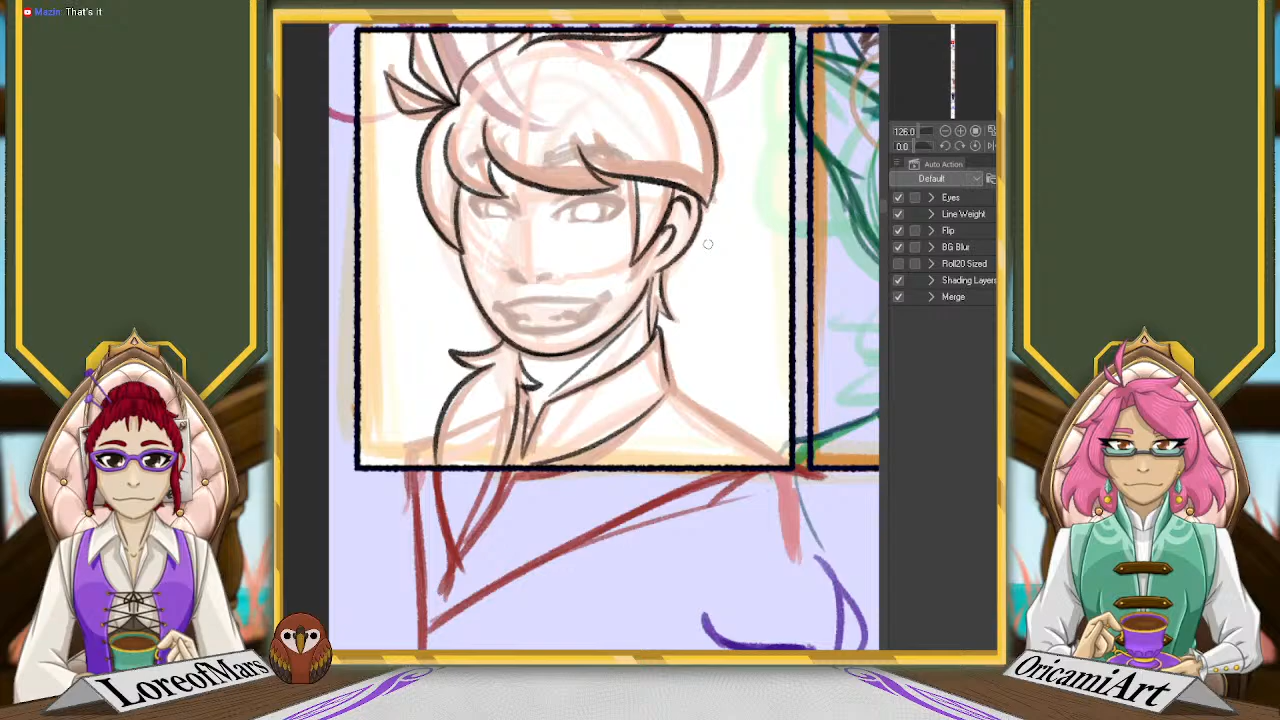 Mazin: That's it
126.0
0.0
Auto Action
Default
Eyes
Line Weight
Flip
BG Blur
Roll20 Sized
Shading Layers
Merge
LoreofMars
OricamiArt